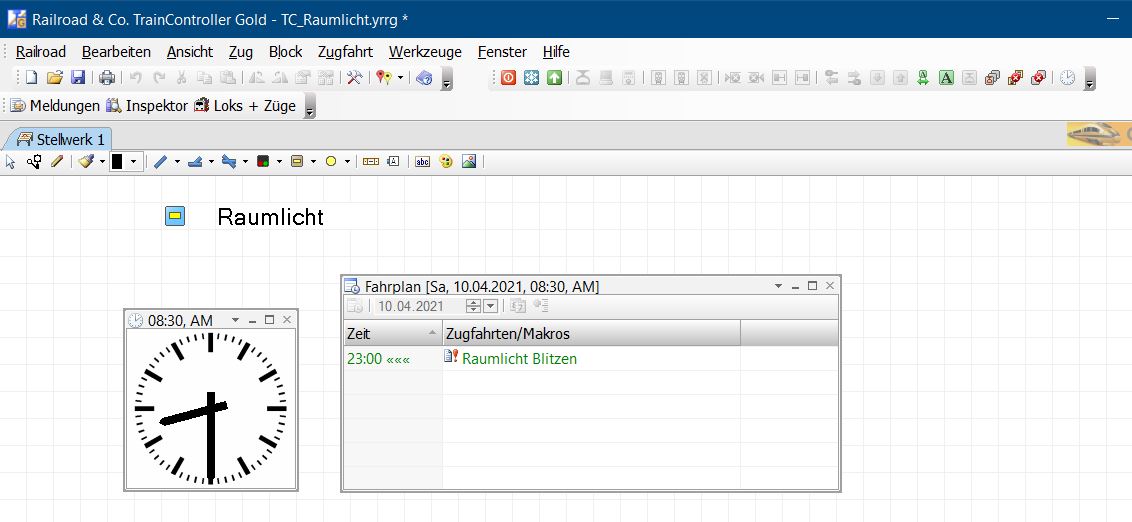 Railroad & Co. TrainController Gold - TC_Raumlicht.yrrg *
Railroad Bearbeiten Ansicht Zug Block Zugfahrt Werkzeuge Fenster Hilfe
Meldungen Inspektor Loks + Züge
Stellwerk 1
abc
Raumlicht
Fahrplan [Sa, 10.04.2021, 08:30, AM]
10.04.2021
Zeit Zugfahrten/Makros
23:00 «‹‹ Raumlicht Blitzen
08:30, AM